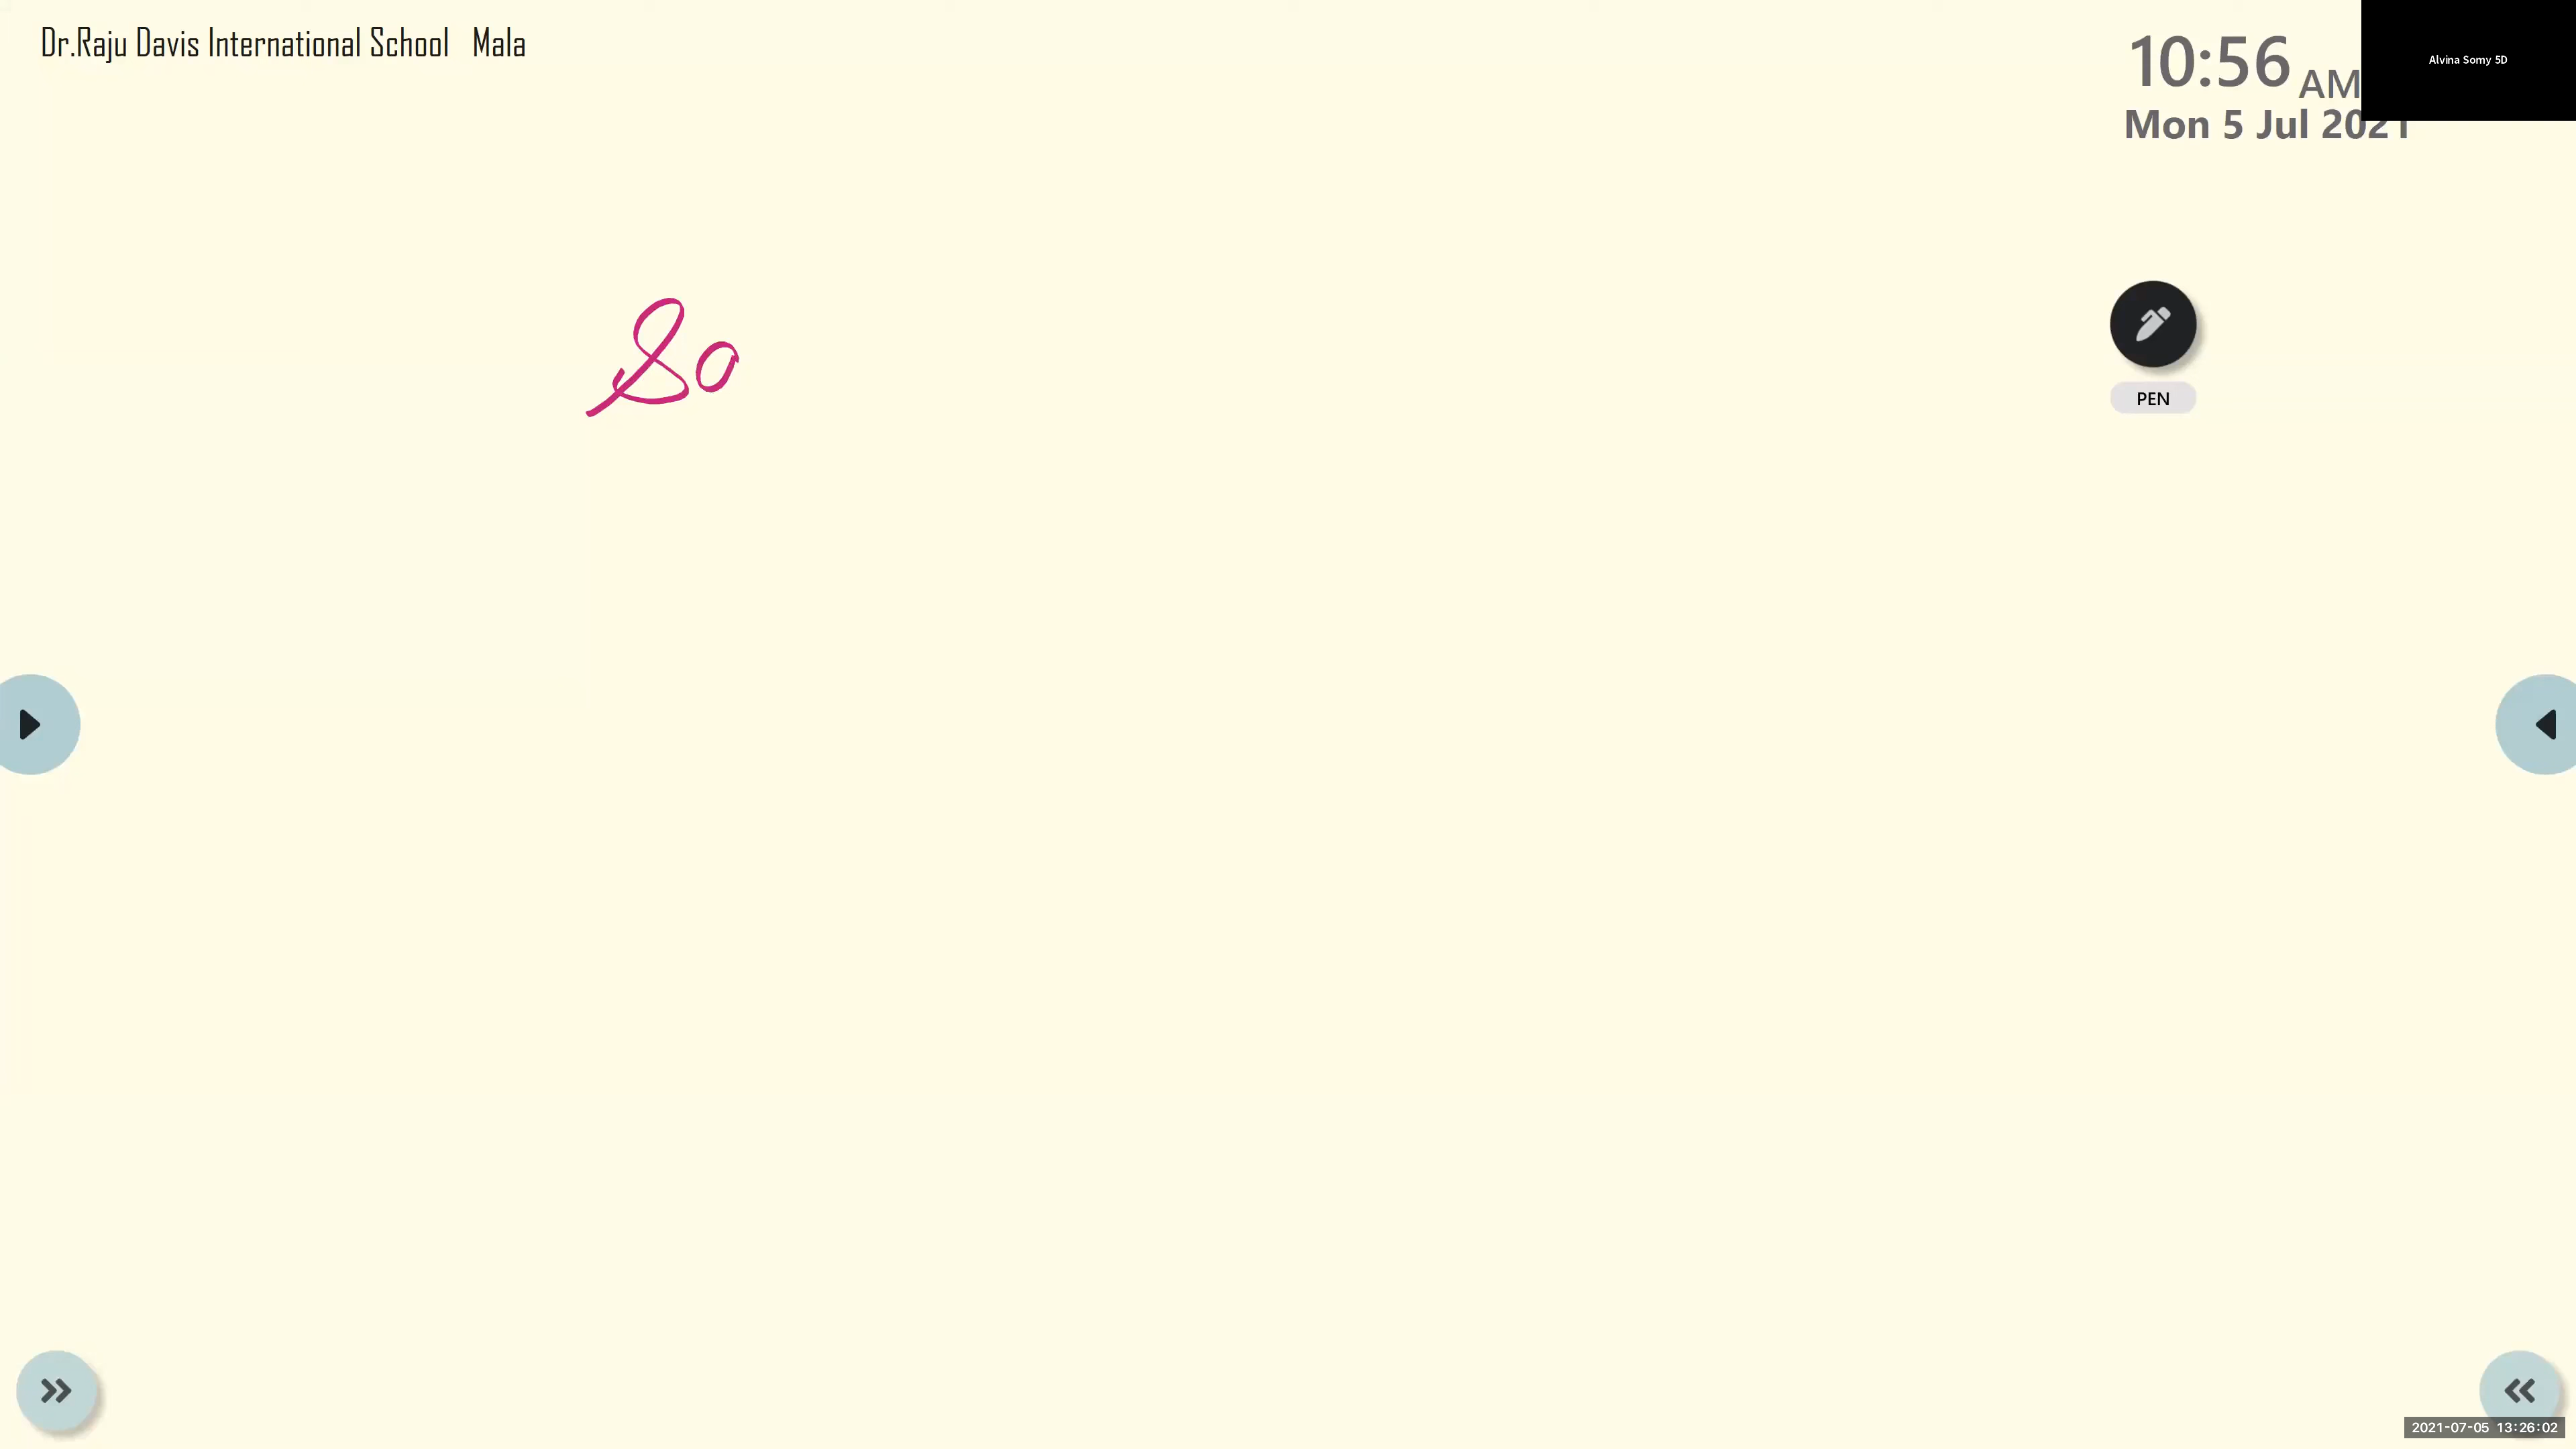 Dr.Raju Davis International School Mala
10:56 AM
Alvina Somy 5D
Mon 5 Jul 2021
So
PEN
2021-07-05 13:26:02